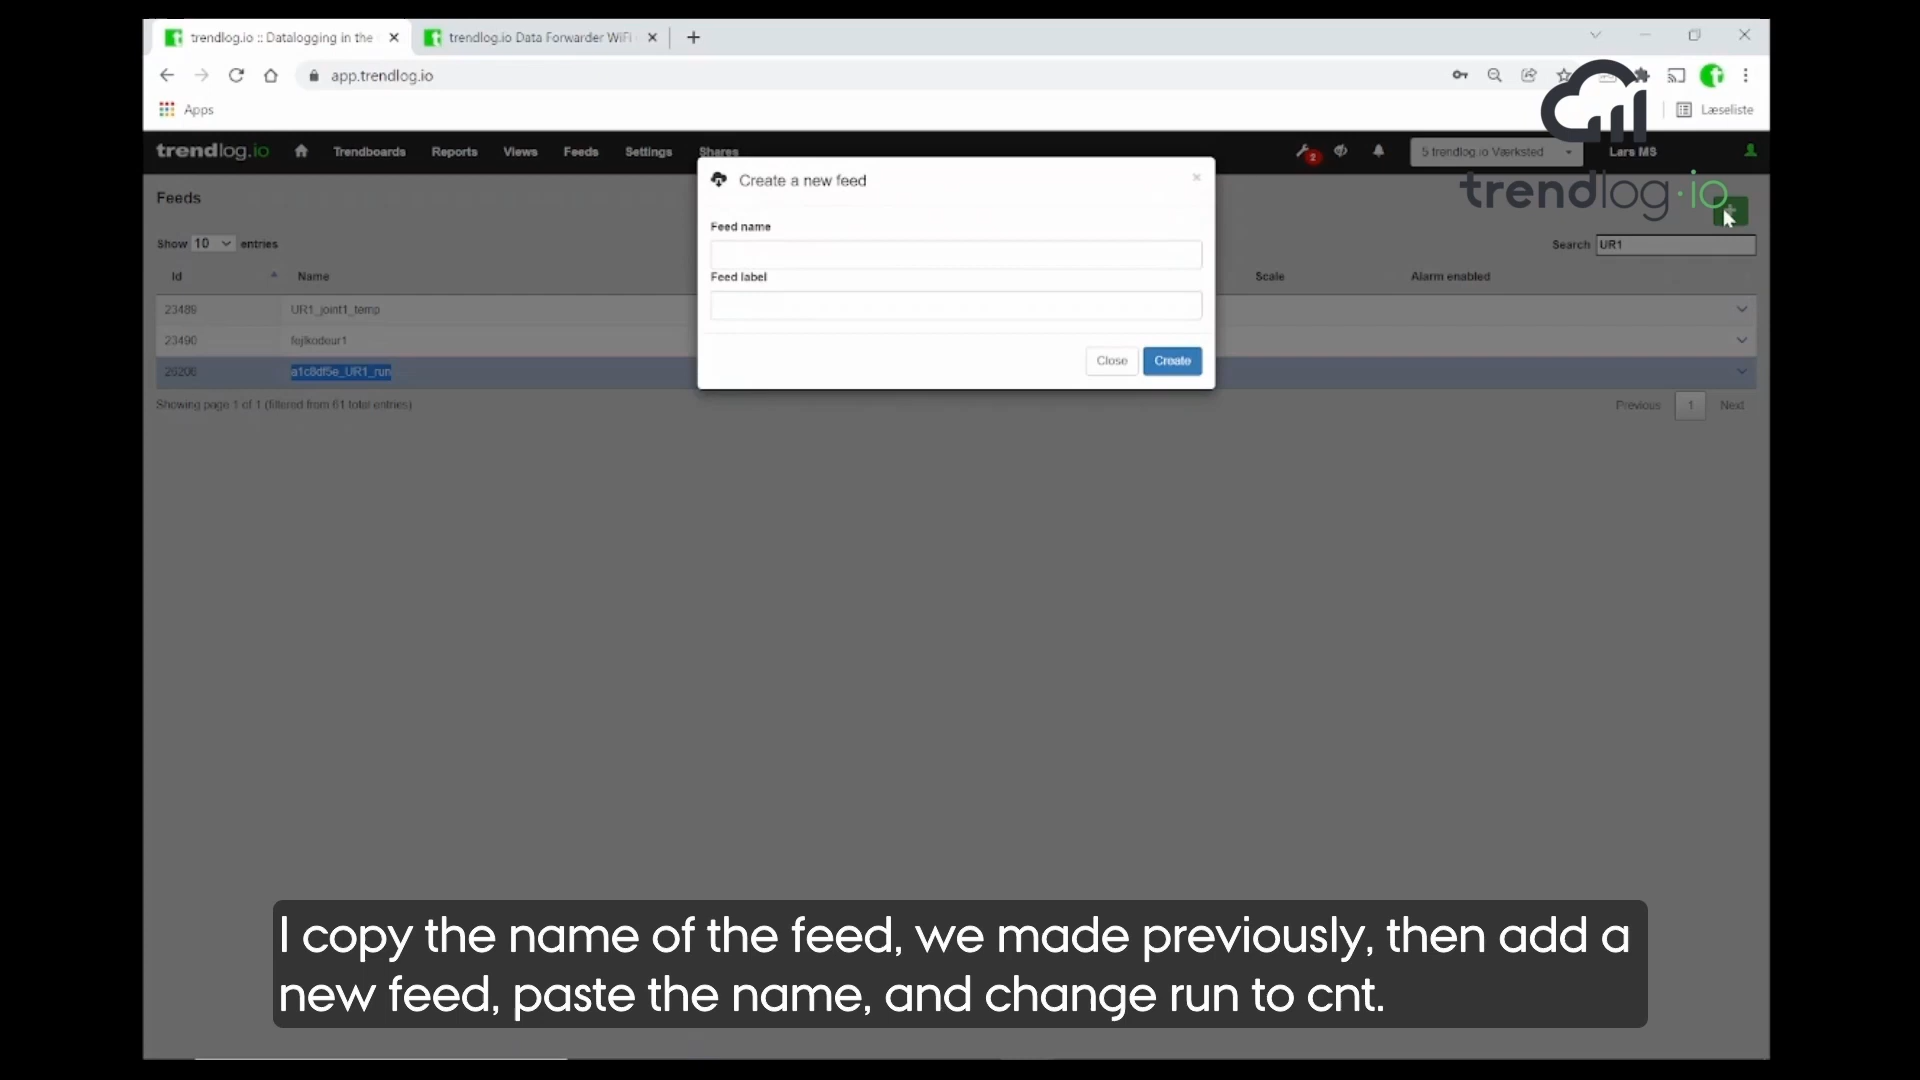 trendlog.io :: Datalogging in the
trendlog.io Data Forwarder WiFi
app.trendlog.io
Apps
Læseliste
trendlog.io
Trendboards
Reports
Views
Feeds
Settings
Shares
2
5 trendlog.io Værksted
Lars MS
trendlog.io
Feeds
Show 10 entries
Search UR1
Id
Name
Scale
Alarm enabled
23489
UR1_joint1_temp
23490
fejlkodeur1
26206
a1c8df5e_UR1_run
Showing page 1 of 1 (filtered from 61 total entries)
Previous
1
Next
Create a new feed
Feed name
Feed label
Close
Create
I copy the name of the feed, we made previously, then add a
new feed, paste the name, and change run to cnt.